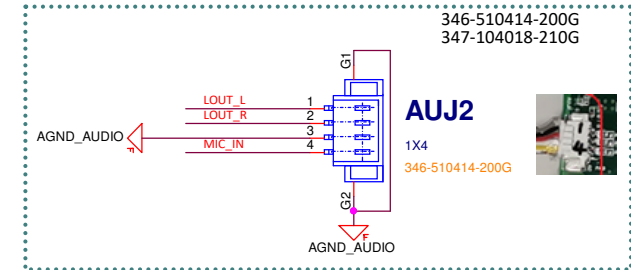 346-510414-200G
347-104018-210G
G1
LOUT_L
1
LOUT_R
2
AGND_AUDIO
3
MIC_IN
4
F
AUJ2
1X4
346-510414-200G
G2
F
AGND_AUDIO